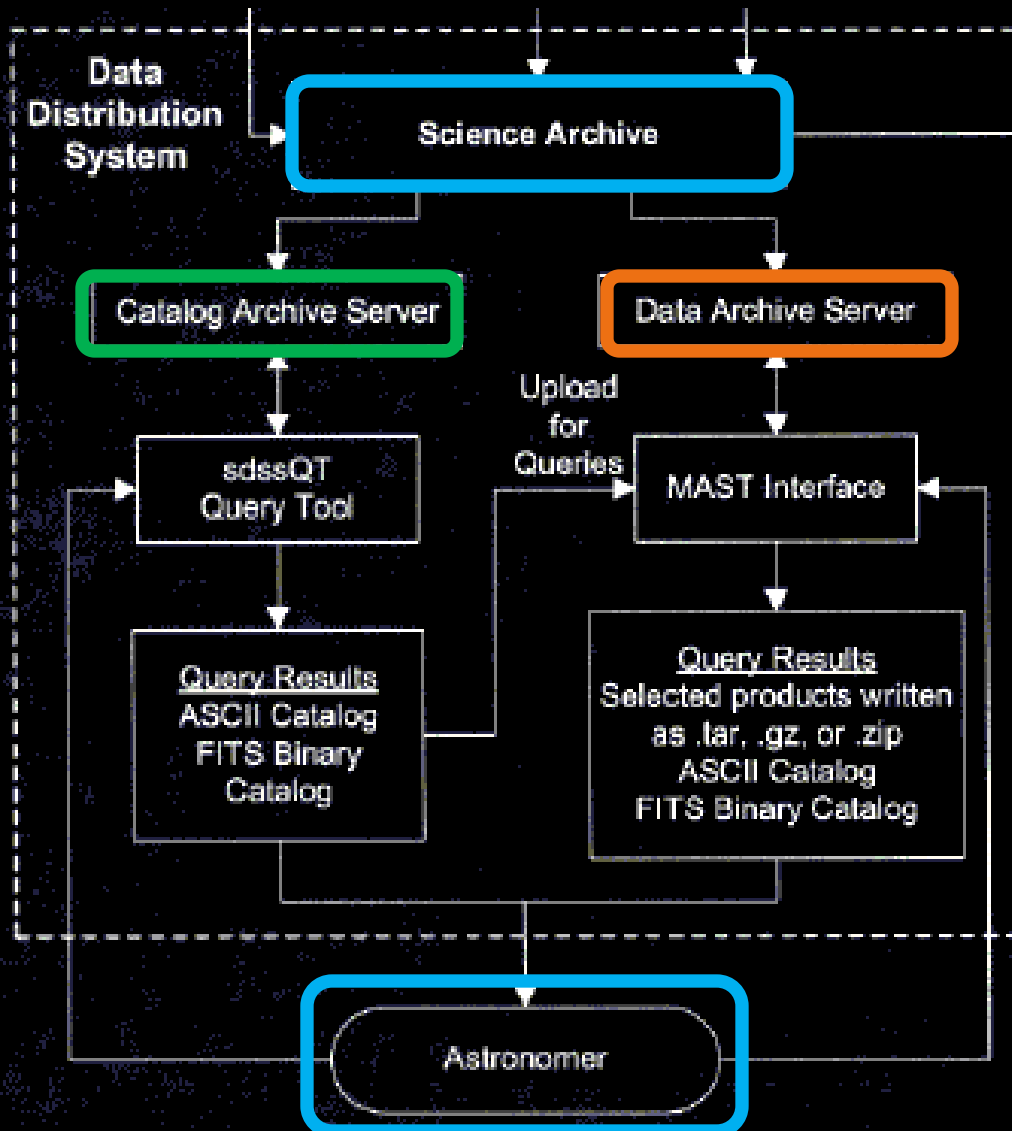 Data
Distribution
System
Science Archive
Catalog Archive Server
Data Archive Server
Upload
for
Queries
sdssQT
Query Tool
MAST Interface
Query Results
ASCII Catalog
FITS Binary
Catalog
Query Results
Selected products written
as .tar, .gz, or .zip
ASCII Catalog
FITS Binary Catalog
Astronomer